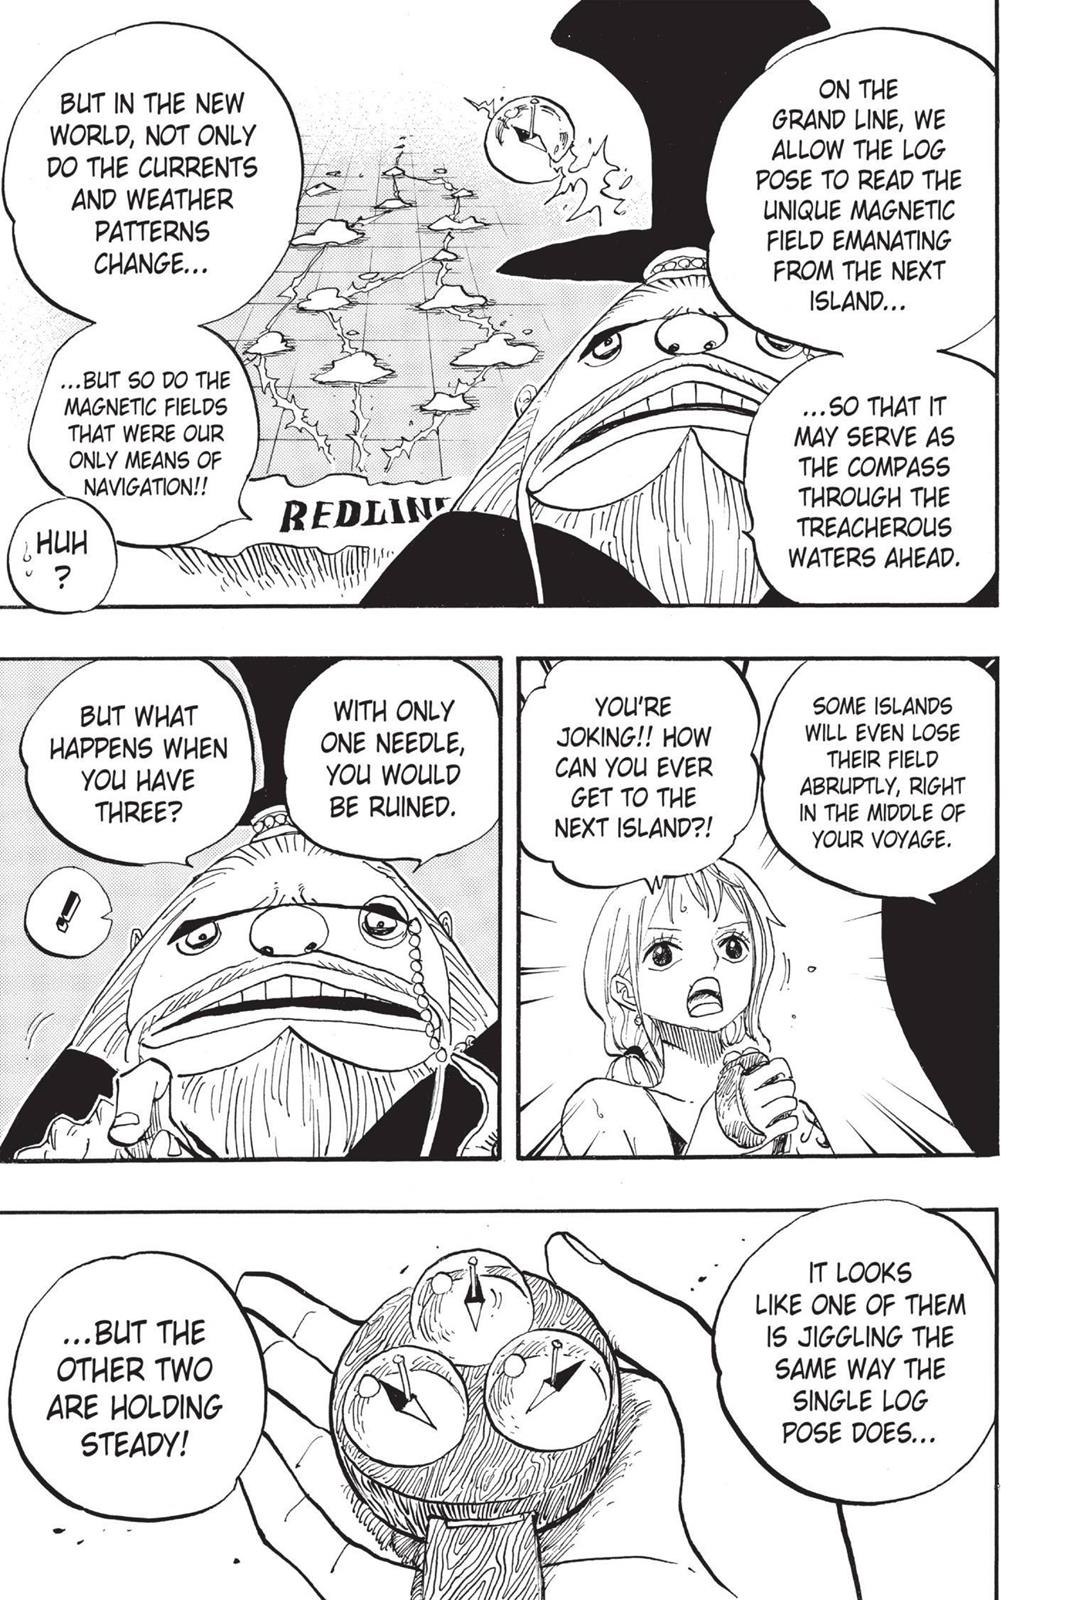 ON THE
GRAND LINE, WE
ALLOW THE LOG
POSE TO READ THE
UNIQUE MAGNETIC
FIELD EMANATING
FROM THE NEXT
ISLAND...
...SO THAT IT
MAY SERVE AS
THE COMPASS
THROUGH THE
TREACHEROUS
WATERS AHEAD.
BUT IN THE NEW
WORLD, NOT ONLY
DO THE CURRENTS
AND WEATHER
PATTERNS
CHANGE...
...BUT SO DO THE
MAGNETIC FIELDS
THAT WERE OUR
ONLY MEANS OF
NAVIGATION!!
REDLINE
HUH
?
SOME ISLANDS
WILL EVEN LOSE
THEIR FIELD
ABRUPTLY, RIGHT
IN THE MIDDLE OF
YOUR VOYAGE.
YOU'RE
JOKING!! HOW
CAN YOU EVER
GET TO THE
NEXT ISLAND?!
WITH ONLY
ONE NEEDLE,
YOU WOULD
BE RUINED.
BUT WHAT
HAPPENS WHEN
YOU HAVE
THREE?
!
IT LOOKS
LIKE ONE OF THEM
IS JIGGLING THE
SAME WAY THE
SINGLE LOG
POSE DOES...
...BUT THE
OTHER TWO
ARE HOLDING
STEADY!